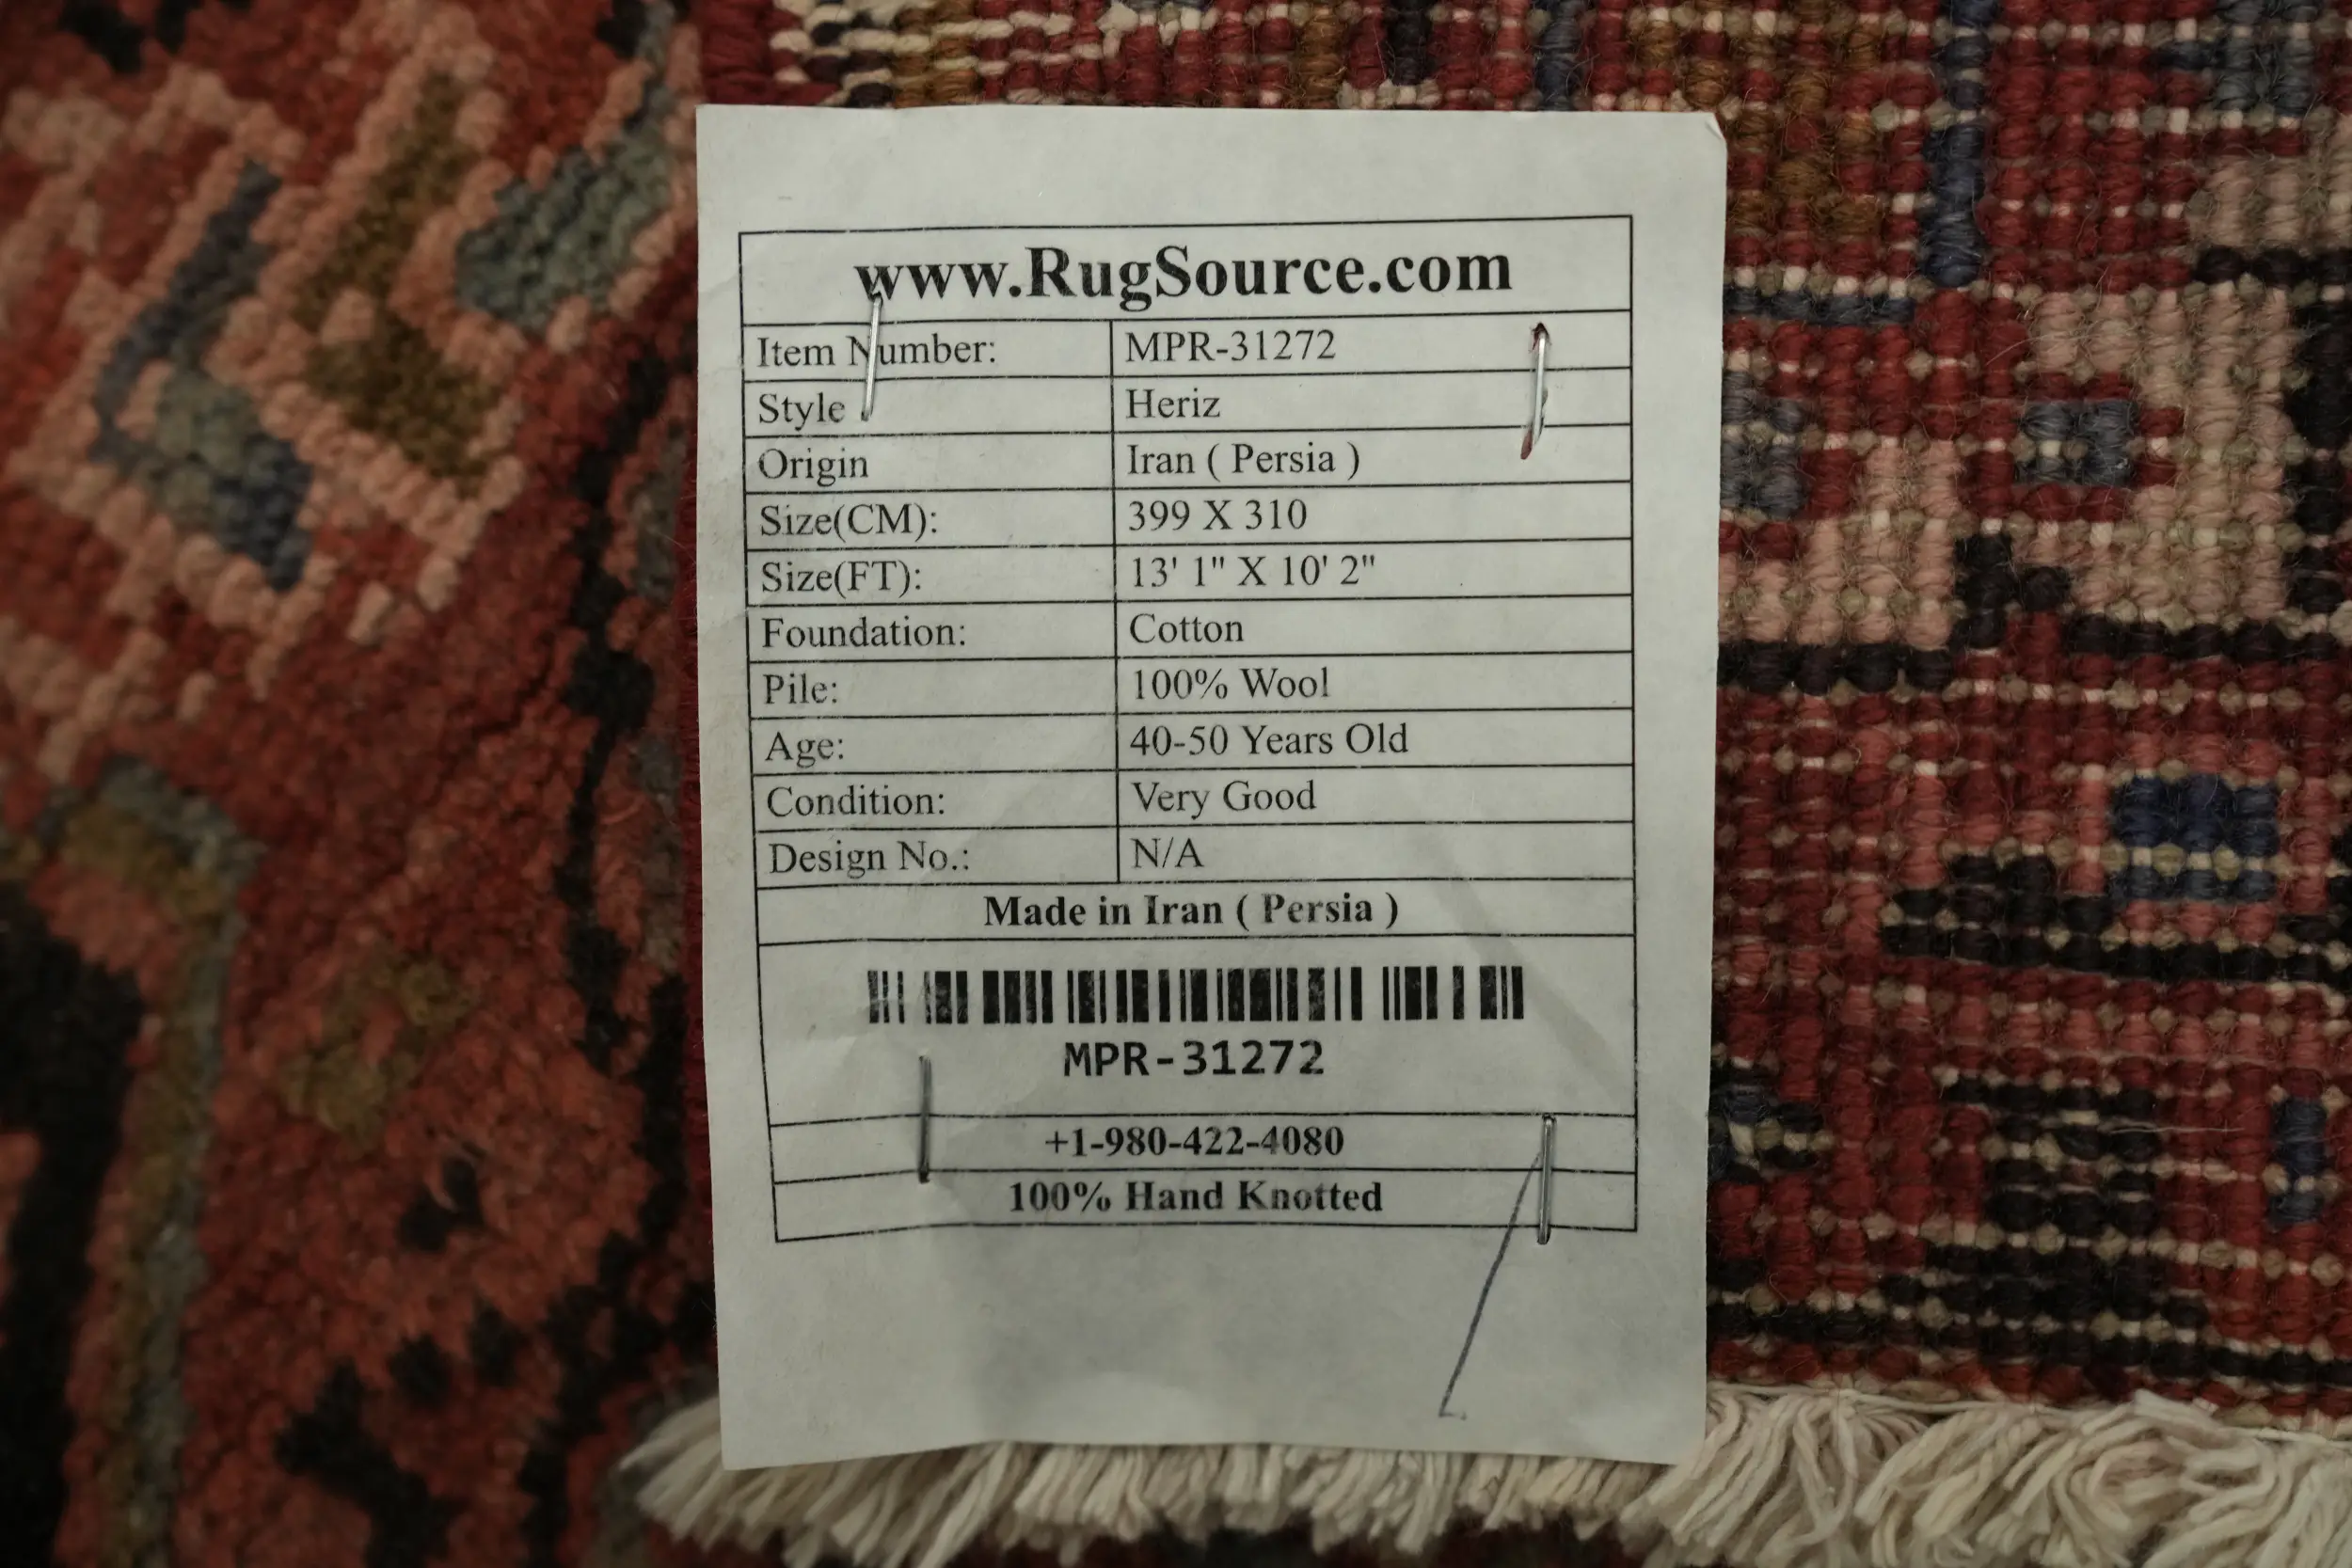 www.RugSource.com
Item Number: MPR-31272
Style Heriz
Origin Iran ( Persia )
Size(CM): 399 X 310
Size(FT): 13' 1" X 10' 2"
Foundation: Cotton
Pile: 100% Wool
Age: 40-50 Years Old
Condition: Very Good
Design No.: N/A
Made in Iran ( Persia )
MPR-31272
+1-980-422-4080
100% Hand Knotted